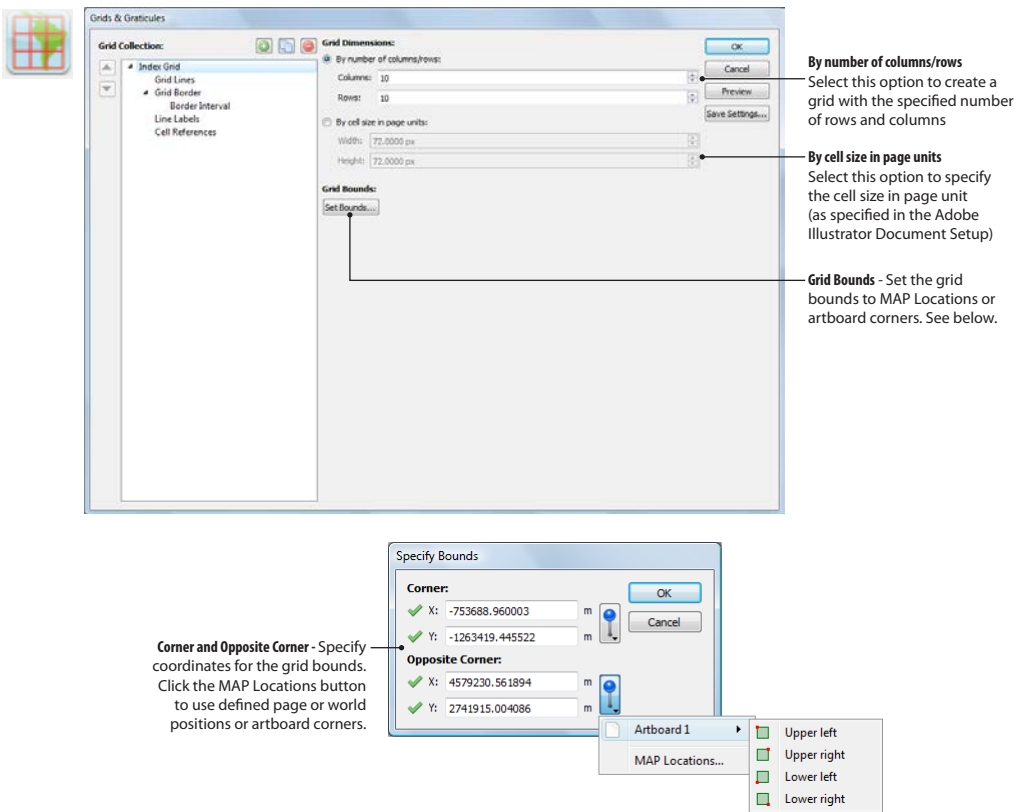 Grids & Graticules
Grid Collection:
Index Grid
Grid Lines
Grid Border
Border Interval
Line Labels
Cell References
Grid Dimensions:
By number of columns/rows:
Columns: 10
Rows: 10
By cell size in page units:
Width: 72.0000 px
Height: 72.0000 px
Grid Bounds:
Set Bounds...
OK
Cancel
Preview
Save Settings...
By number of columns/rows
Select this option to create a
grid with the specified number
of rows and columns
By cell size in page units
Select this option to specify
the cell size in page unit
(as specified in the Adobe
Illustrator Document Setup)
Grid Bounds - Set the grid
bounds to MAP Locations or
artboard corners. See below.
Specify Bounds
Corner:
X: -753688.960003 m
Y: -1263419.445522 m
Opposite Corner:
X: 4579230.561894 m
Y: 2741915.004086 m
OK
Cancel
Corner and Opposite Corner - Specify
coordinates for the grid bounds.
Click the MAP Locations button
to use defined page or world
positions or artboard corners.
Artboard 1
MAP Locations...
Upper left
Upper right
Lower left
Lower right